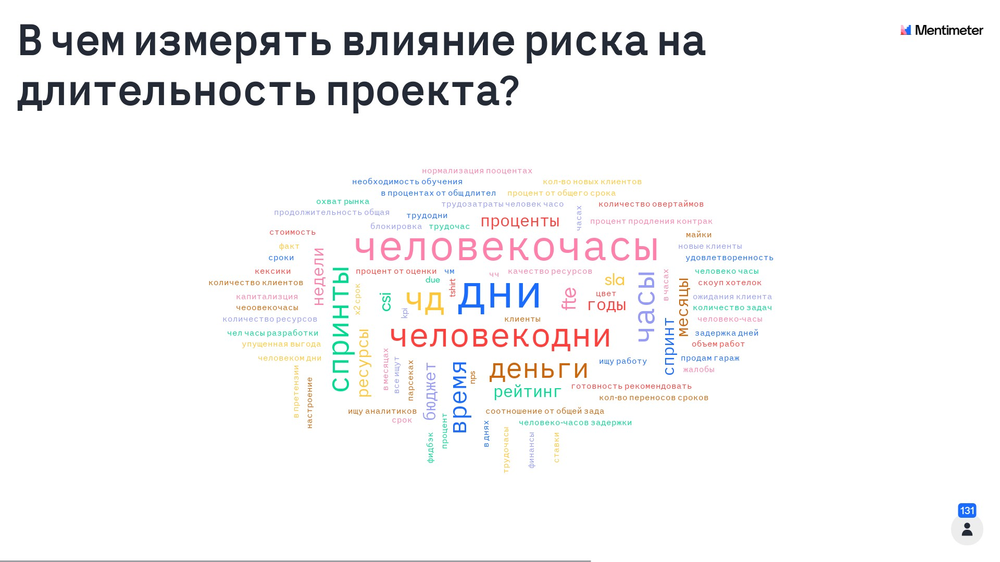 В чем измерять влияние риска на
длительность проекта?
Mentimeter
нормализация пооцентах
необходимость обучения
кол-во новых клиентов
в процентах от общдлител
процент от общего срока
охват рынка
трудозатраты человек часо
количество овертаймов
продолжительность общая
трудодни
проценты
часах
процент продления контрак
блокировка
трудочас
стоимость
майки
человекочасы
факт
новые клиенты
сроки
недели
удовлетворенность
кексики
спринты
процент от оценки
чм
чч
качество ресурсов
sla
часы
в часах
человеко часы
количество клиентов
due
tshirt
дни
месяцы
скоуп хотелок
капитализция
х2 срок
csi
чд
fte
цвет
годы
ожидания клиента
чеоовекочасы
kpi
количество задач
количество ресурсов
клиенты
человеко-часы
чел часы разработки
ресурсы
человекодни
спринт
задержка дней
упущенная выгода
объем работ
человеком дни
в месяцах
все ищут
парсеках
бюджет
время
nps
деньги
ищу работу
продам гараж
жалобы
в претензии
настроение
рейтинг
готовность рекомендовать
кол-во переносов сроков
ищу аналитиков
соотношение от общей зада
срок
процент
в днях
человеко-часов задержки
фидбэк
трудочасы
финансы
ставки
131